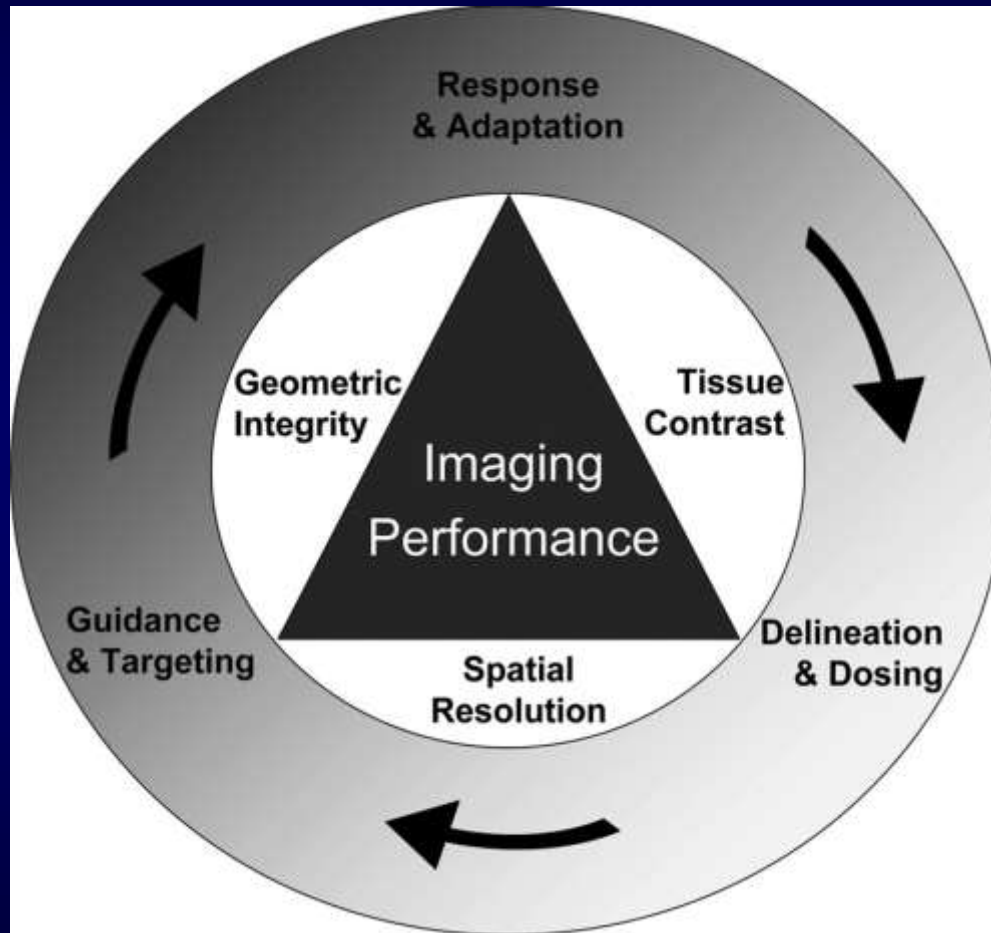 Response
& Adaptation
Geometric
Integrity
Tissue
Contrast
Imaging
Performance
Guidance
& Targeting
Delineation
& Dosing
Spatial
Resolution